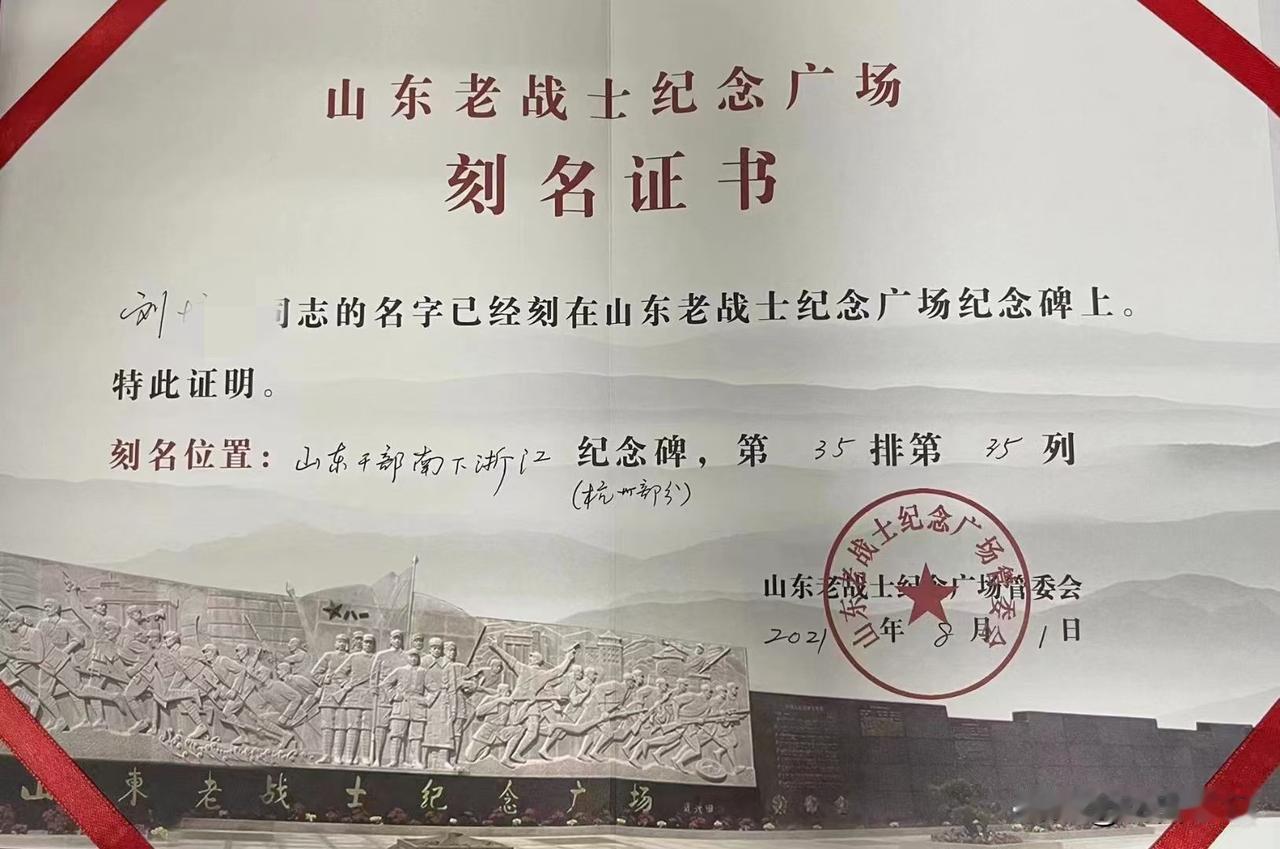 山东老战士纪念广场
刻名证书
刘 同志的名字已经刻在山东老战士纪念广场纪念碑上。
特此证明。
刻名位置：山东干部南下浙江 纪念碑，第 35 排第 35 列
(杭州部分)
山东老战士纪念广场管委会
2021 年 8 月 1 日
山东老战士纪念广场管委会
八一
山東老战士纪念广场